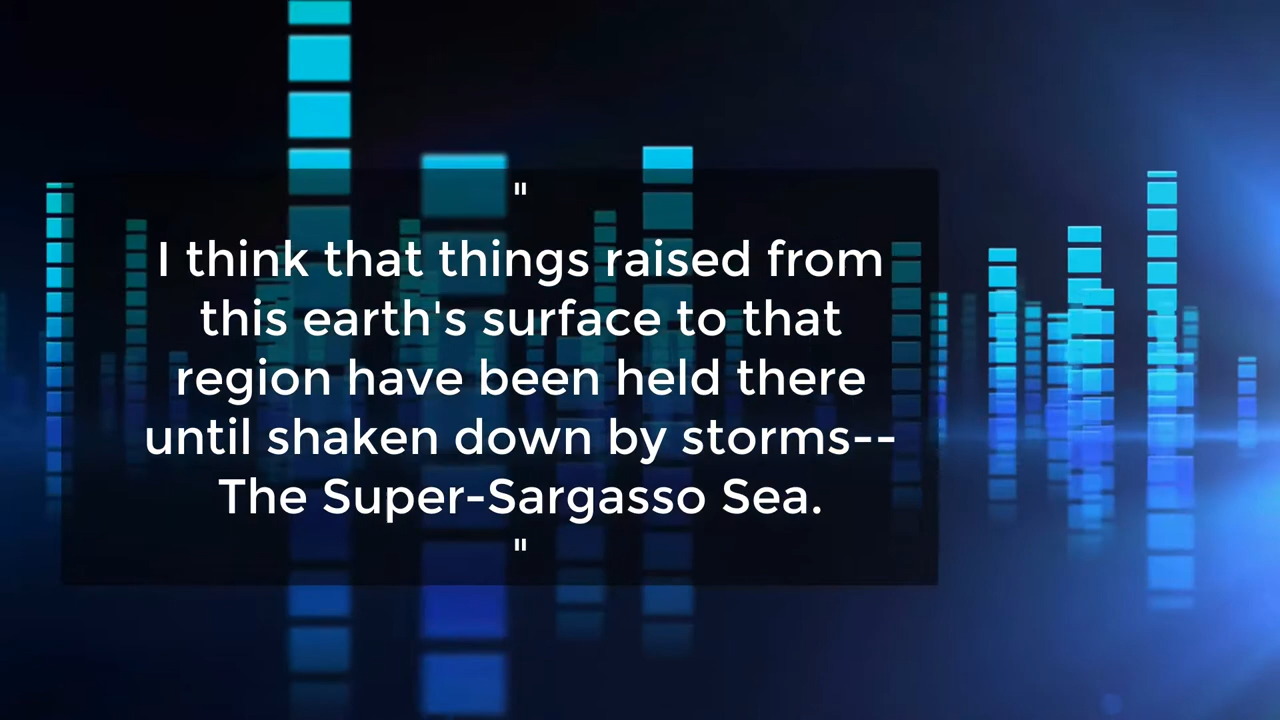 "
I think that things raised from
this earth's surface to that
region have been held there
until shaken down by storms--
The Super-Sargasso Sea.
"